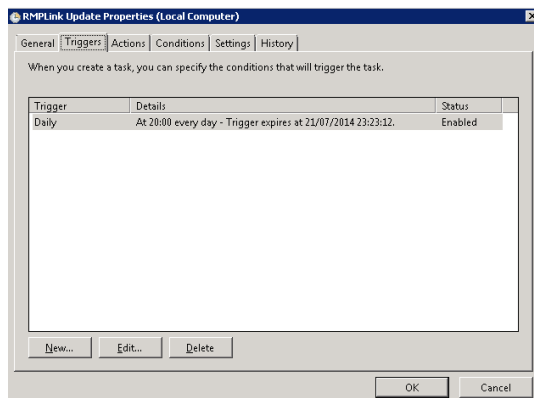 RMPLink Update Properties (Local Computer)
General Triggers Actions Conditions Settings History
When you create a task, you can specify the conditions that will trigger the task.
Trigger Details Status
Daily At 20:00 every day - Trigger expires at 21/07/2014 23:23:12. Enabled
New... Edit... Delete
OK Cancel